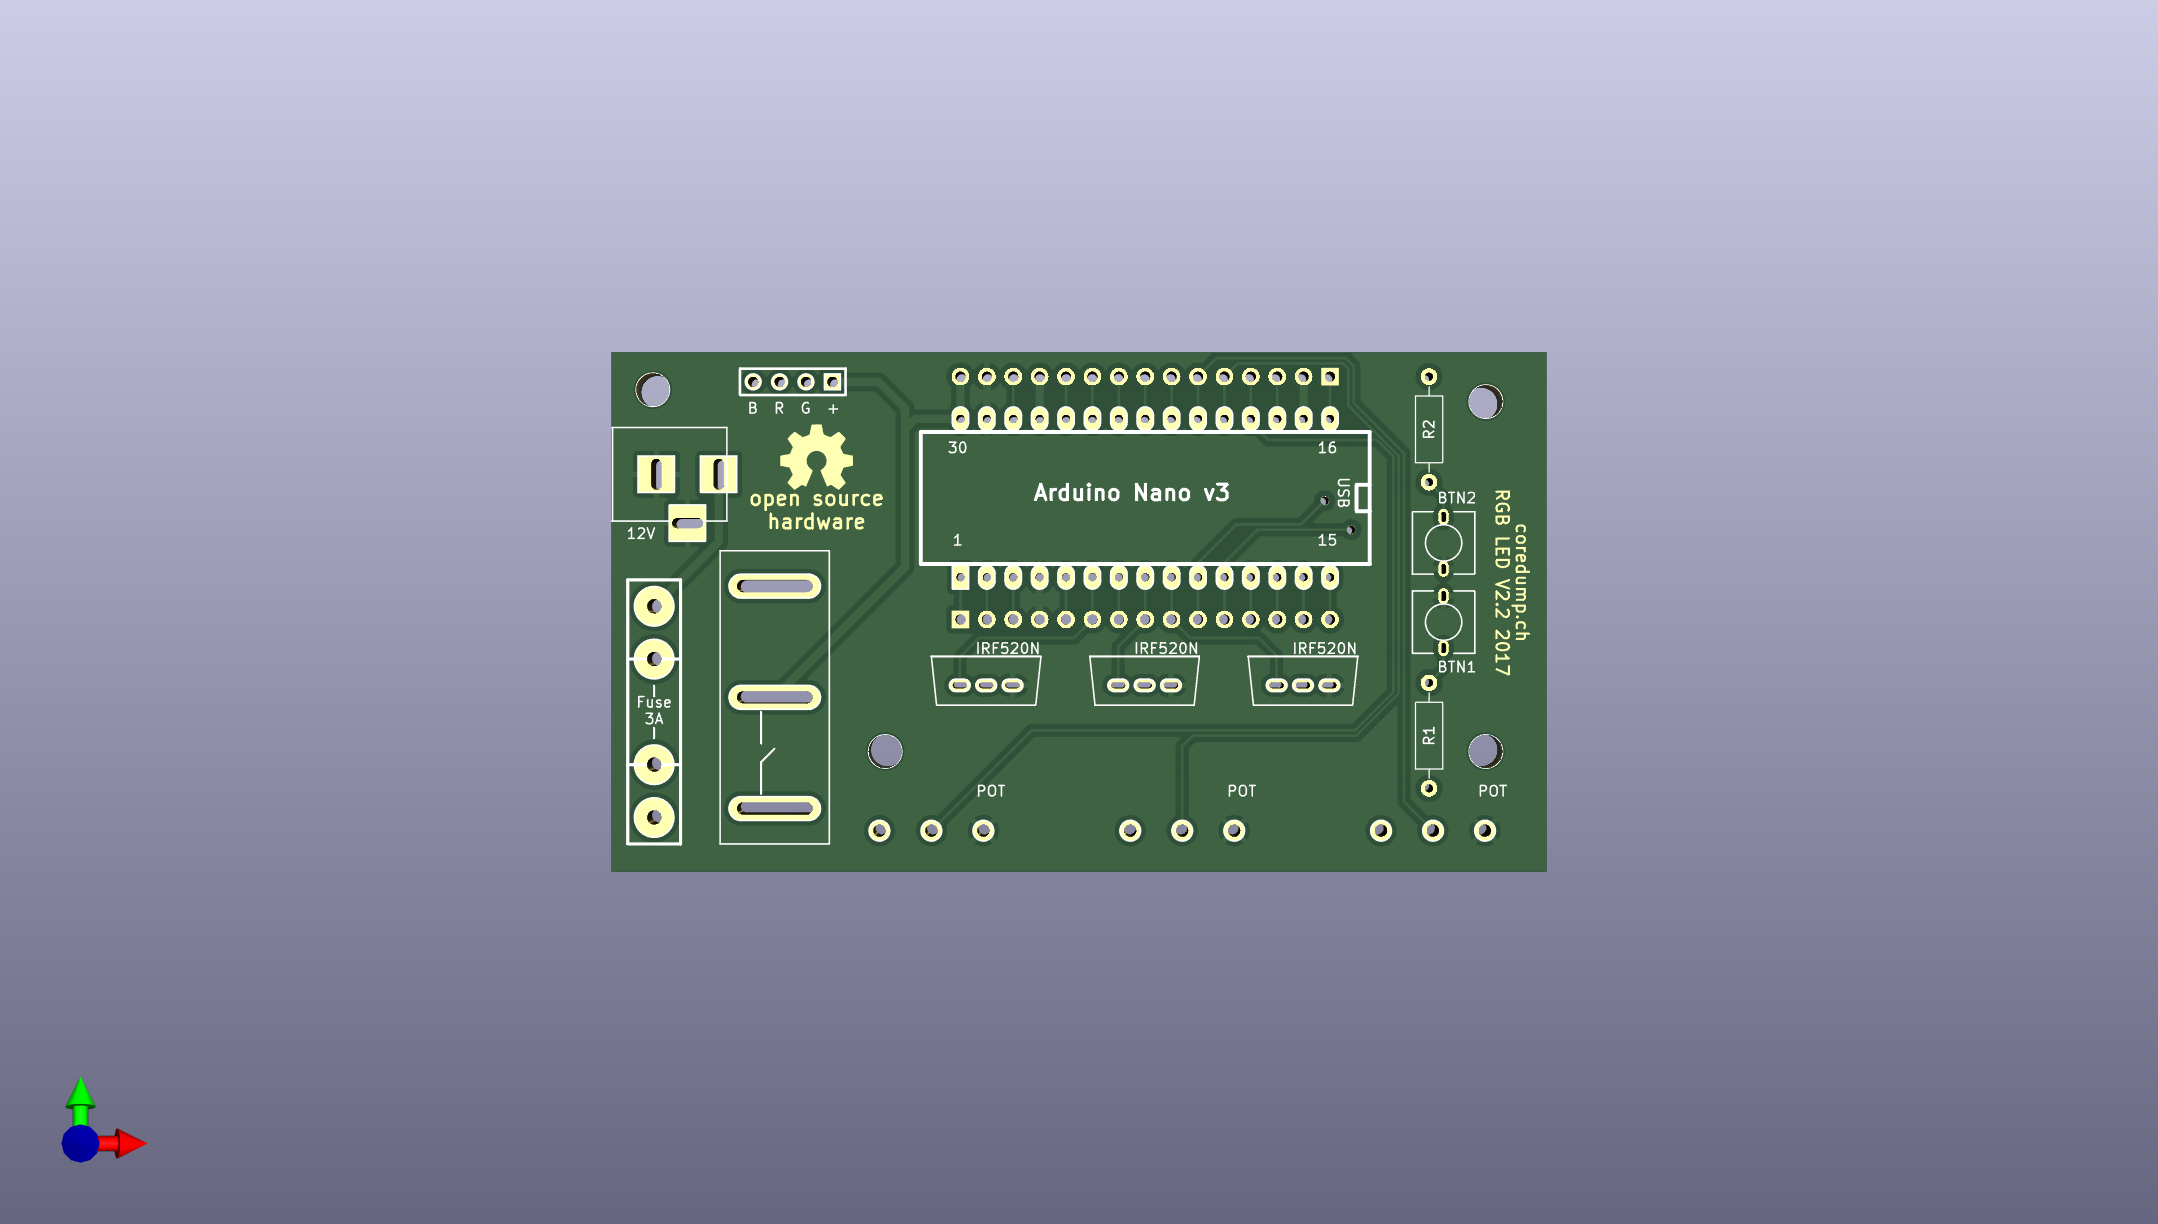 B R G +
30
16
R2
open source
hardware
Arduino Nano v3
USB
BTN2
12V
1
15
coredump.ch
RGB LED V2.2 2017
IRF520N
IRF520N
IRF520N
BTN1
Fuse
3A
R1
POT
POT
POT